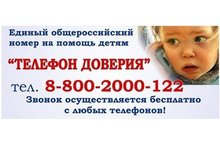 Единый общероссийский
номер на помощь детям
"ТЕЛЕФОН ДОВЕРИЯ"
тел. 8-800-2000-122
Звонок осуществляется бесплатно
с любых телефонов!